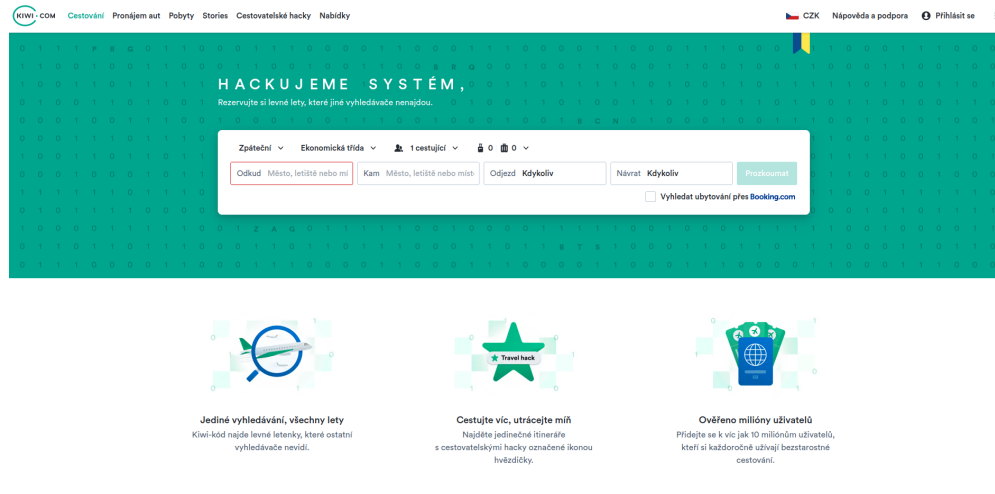 KIWI.COM Cestování Pronájem aut Pobyty Stories Cestovatelské hacky Nabídky CZK Nápověda a podpora Přihlásit se
HACKUJEME SYSTÉM,
Rezervujte si levné lety, které jiné vyhledávače nenajdou.
Zpáteční Ekonomická třída 1 cestující 0 0
Odkud Město, letiště nebo mí Kam Město, letiště nebo místo Odjezd Kdykoliv Návrat Kdykoliv Prozkoumat
Vyhledat ubytování přes Booking.com
Travel hack
Jediné vyhledávání, všechny lety
Kiwi-kód najde levné letenky, které ostatní
vyhledávače nevidí.
Cestujte víc, utrácejte míň
Najděte jedinečné itineráře
s cestovatelskými hacky označené ikonou
hvězdičky.
Ověřeno milióny uživatelů
Přidejte se k víc jak 10 miliónům uživatelů,
kteří si každoročně užívají bezstarostné
cestování.